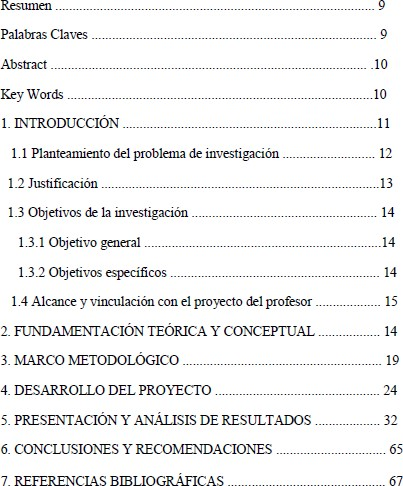 Resumen ........................................................................................... 9
Palabras Claves .................................................................................. 9
Abstract ........................................................................................... .10
Key Words ........................................................................................10
1. INTRODUCCIÓN .........................................................................11
1.1 Planteamiento del problema de investigación ........................... 12
1.2 Justificación ................................................................................13
1.3 Objetivos de la investigación ..................................................... 14
1.3.1 Objetivo general ....................................................................14
1.3.2 Objetivos específicos ............................................................ 14
1.4 Alcance y vinculación con el proyecto del profesor ................... 15
2. FUNDAMENTACIÓN TEÓRICA Y CONCEPTUAL .................. 14
3. MARCO METODOLÓGICO ......................................................... 19
4. DESARROLLO DEL PROYECTO ............................................... 24
5. PRESENTACIÓN Y ANÁLISIS DE RESULTADOS ................... 32
6. CONCLUSIONES Y RECOMENDACIONES ................................ 65
7. REFERENCIAS BIBLIOGRÁFICAS ............................................. 67